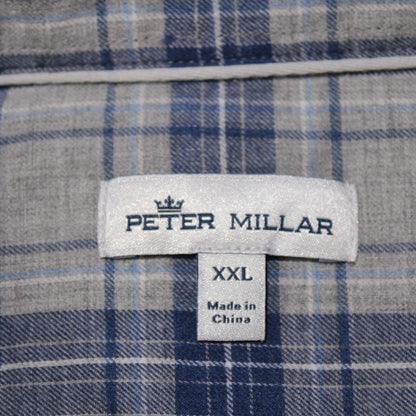 PETER MILLAR
XXL
Made in
China